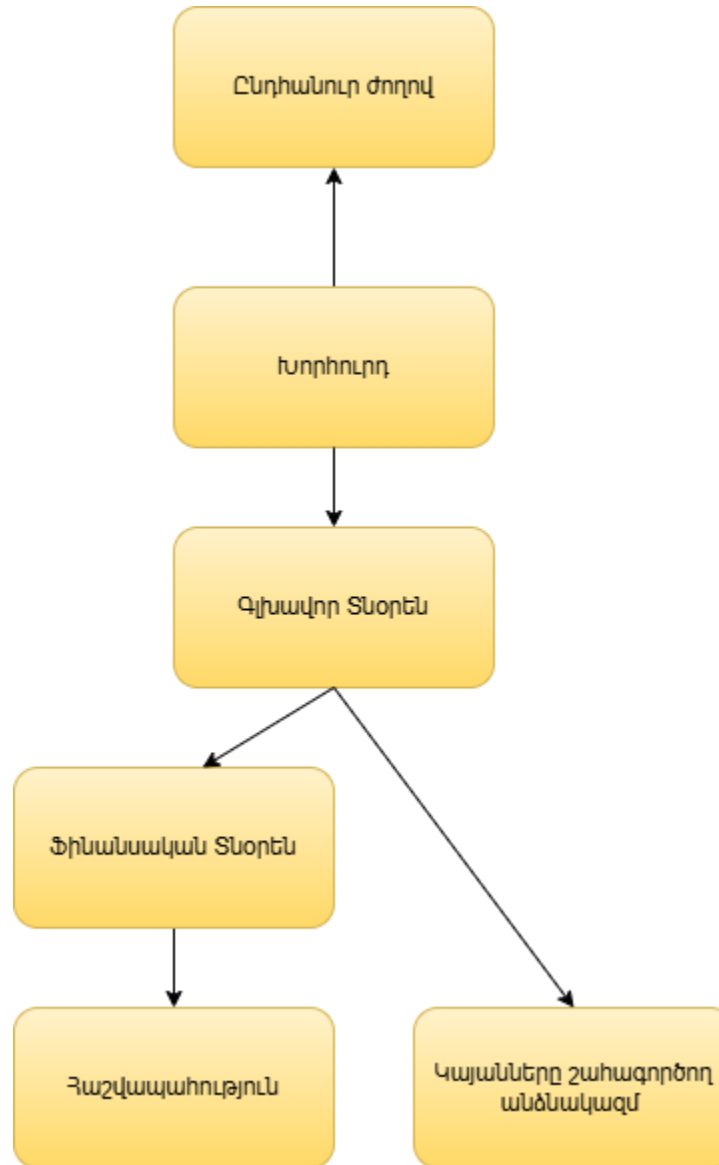 Ընդհանուր ժողով
Խորհուրդ
Գլխավոր Տնօրեն
Ֆինանսական Տնօրեն
Հաշվապահություն
Կայանները շահագործող
անձնակազմ